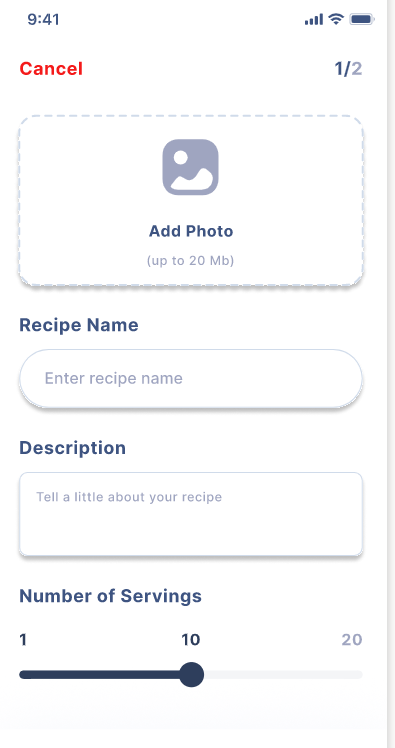 9:41
Cancel 1/2
Add Photo
(up to 20 Mb)
Recipe Name
Enter recipe name
Description
Tell a little about your recipe
Number of Servings
1 10 20